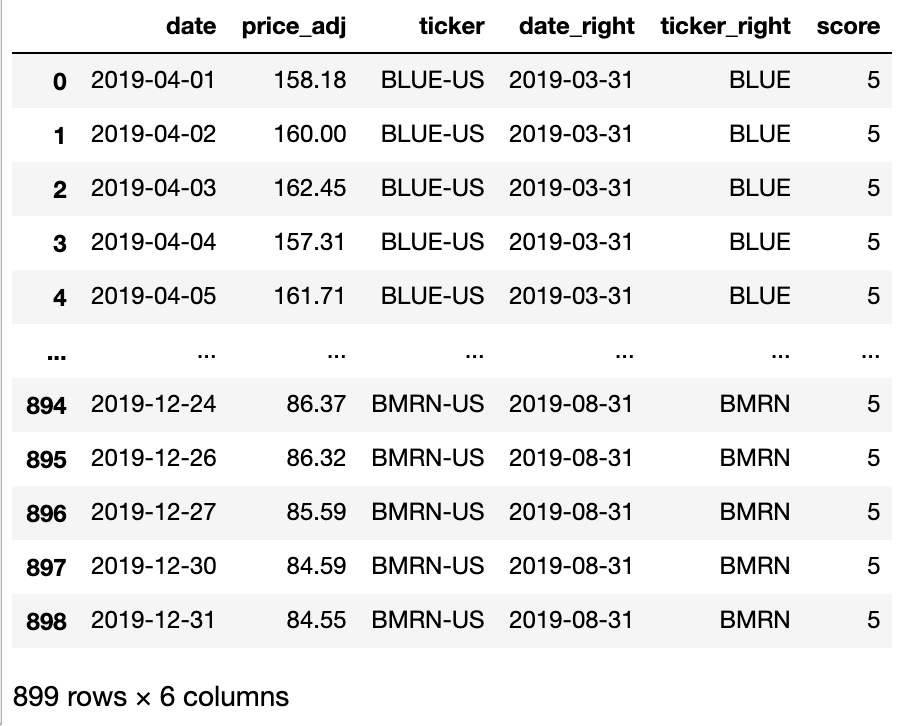 date price_adj ticker date_right ticker_right score
0 2019-04-01 158.18 BLUE-US 2019-03-31 BLUE 5
1 2019-04-02 160.00 BLUE-US 2019-03-31 BLUE 5
2 2019-04-03 162.45 BLUE-US 2019-03-31 BLUE 5
3 2019-04-04 157.31 BLUE-US 2019-03-31 BLUE 5
4 2019-04-05 161.71 BLUE-US 2019-03-31 BLUE 5
... ... ... ... ... ... ...
894 2019-12-24 86.37 BMRN-US 2019-08-31 BMRN 5
895 2019-12-26 86.32 BMRN-US 2019-08-31 BMRN 5
896 2019-12-27 85.59 BMRN-US 2019-08-31 BMRN 5
897 2019-12-30 84.59 BMRN-US 2019-08-31 BMRN 5
898 2019-12-31 84.55 BMRN-US 2019-08-31 BMRN 5
899 rows × 6 columns